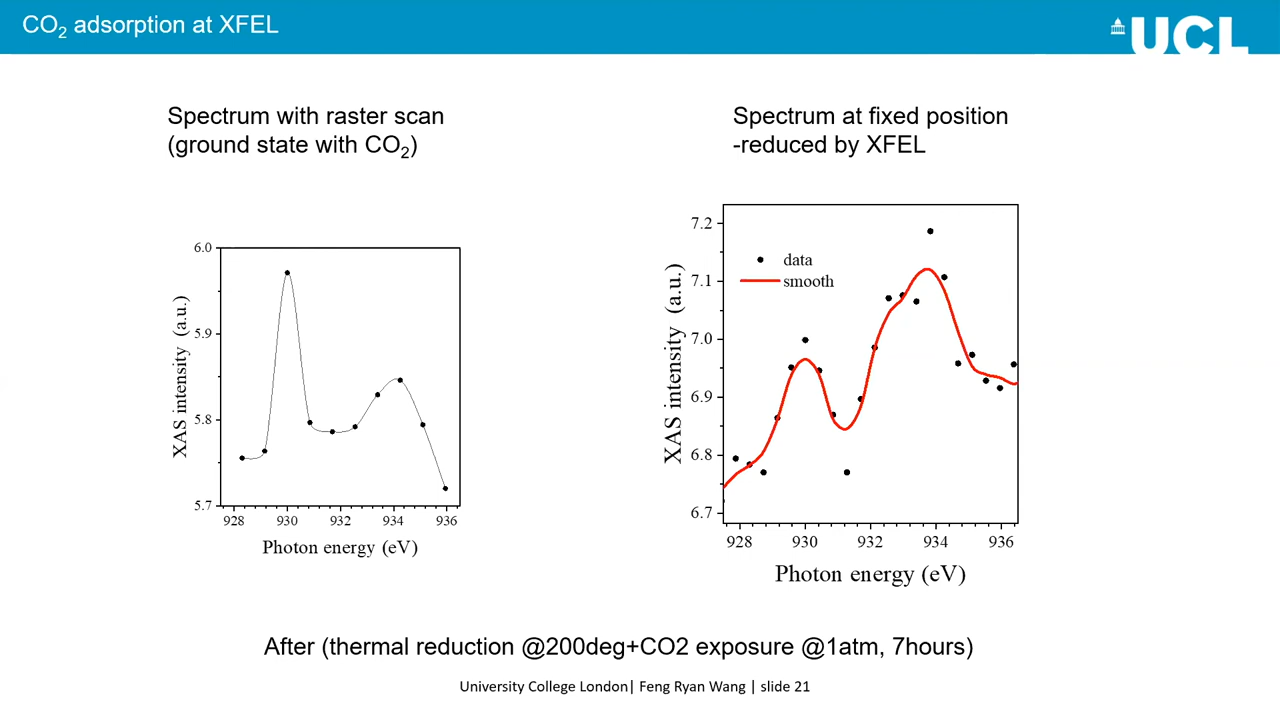 CO₂ adsorption at XFEL
UCL
Spectrum with raster scan
(ground state with CO₂)
Spectrum at fixed position
-reduced by XFEL
6.0
5.9
5.8
5.7
XAS intensity (a.u.)
928 930 932 934 936
Photon energy (eV)
7.2
7.1
7.0
6.9
6.8
6.7
XAS intensity (a.u.)
data
smooth
928 930 932 934 936
Photon energy (eV)
After (thermal reduction @200deg+CO2 exposure @1atm, 7hours)
University College London| Feng Ryan Wang | slide 21